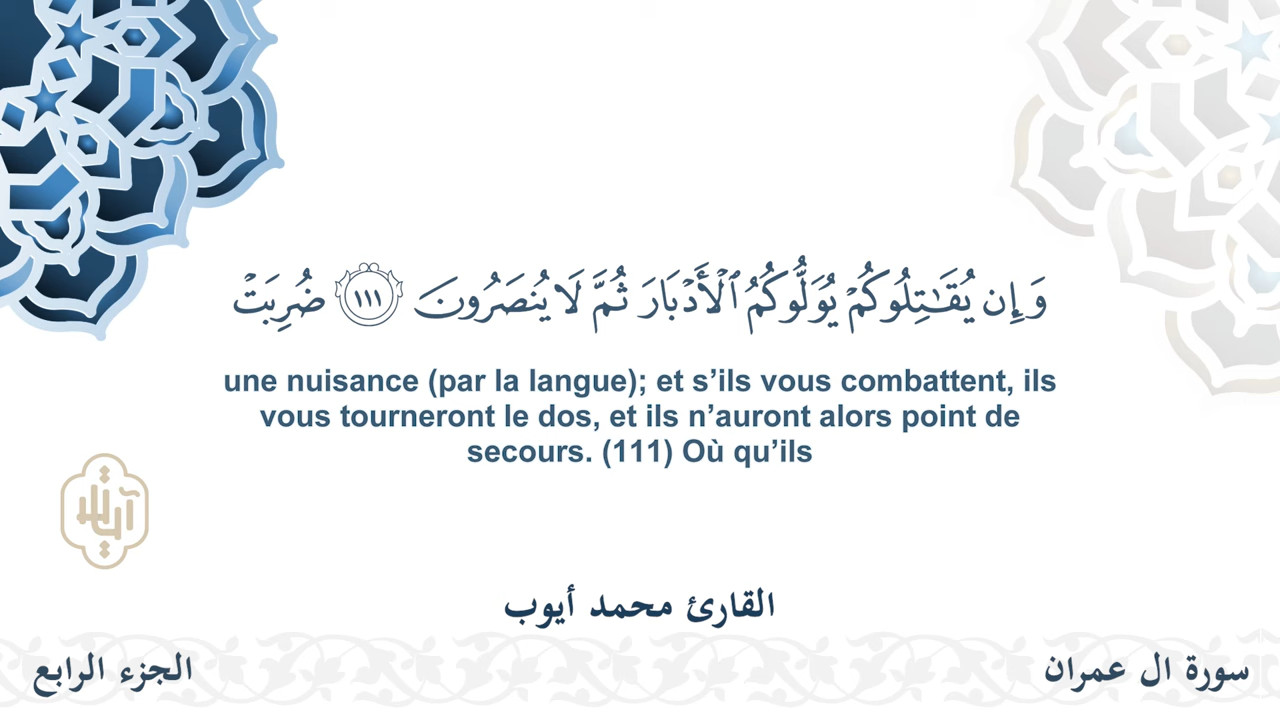 وَإِن يُقَـٰتِلُوكُمْ يُوَلُّوكُمُ ٱلْأَدْبَارَ ثُمَّ لَا يُنصَرُونَ ١١١ ضُرِبَتْ
une nuisance (par la langue); et s’ils vous combattent, ils
vous tourneront le dos, et ils n’auront alors point de
secours. (111) Où qu’ils
القارئ محمد أيوب
سورة ال عمران
الجزء الرابع